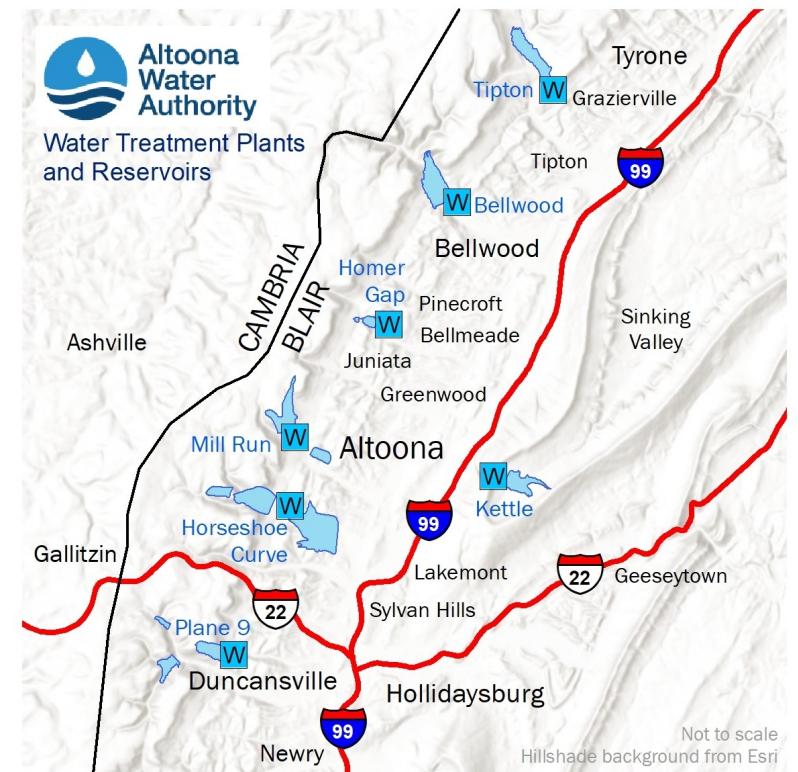 Altoona
Water
Authority
Water Treatment Plants
and Reservoirs
Tyrone
Tipton W
Grazierville
Tipton
99
W Bellwood
Bellwood
CAMBRIA
BLAIR
Homer
Gap
W
Pinecroft
Bellmeade
Juniata
Sinking
Valley
Ashville
Greenwood
Mill Run W
Altoona
W
Kettle
W
Horseshoe
Curve
99
Gallitzin
Lakemont
22
Geeseytown
22
Sylvan Hills
Plane 9
W
Duncansville
Hollidaysburg
99
Newry
Not to scale
Hillshade background from Esri